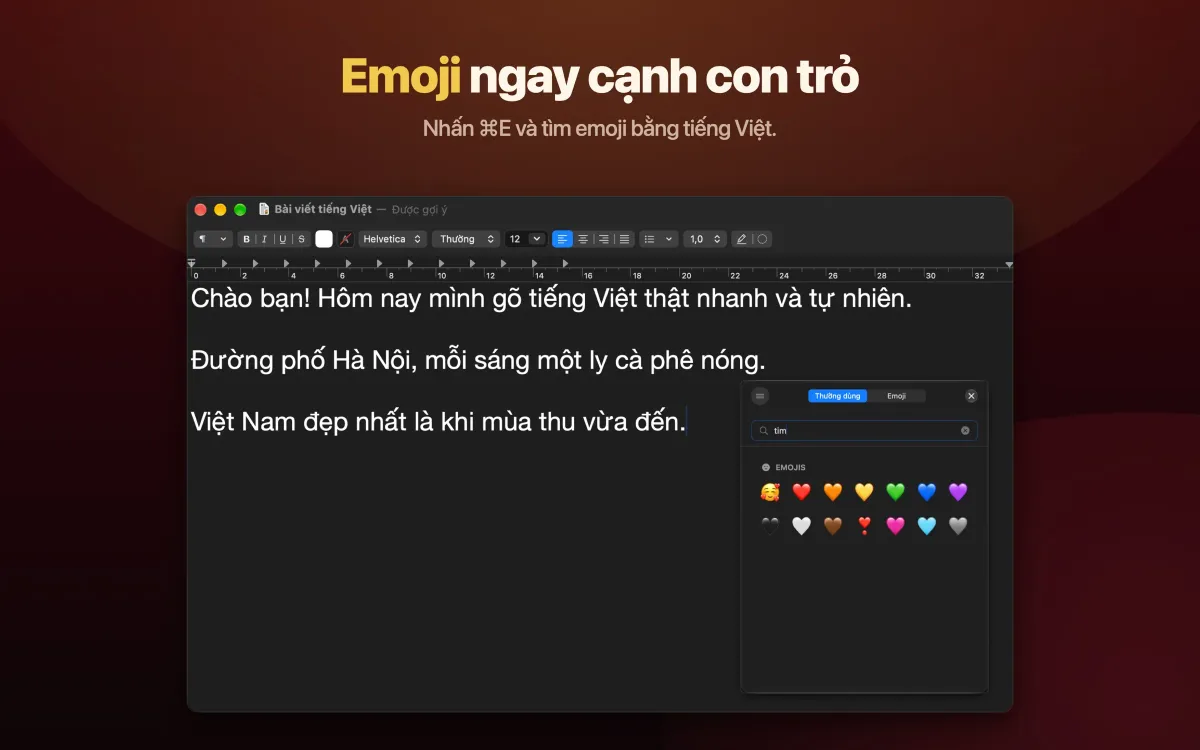 Emoji ngay cạnh con trỏ
Nhấn ⌘E và tìm emoji bằng tiếng Việt.
Bài viết tiếng Việt — Được gợi ý
¶ B I U S Helvetica Thường 12 1,0
0 2 4 6 8 10 12 14 16 18 20 22 24 26 28 30 32
Chào bạn! Hôm nay mình gõ tiếng Việt thật nhanh và tự nhiên.
Đường phố Hà Nội, mỗi sáng một ly cà phê nóng.
Việt Nam đẹp nhất là khi mùa thu vừa đến.
Thường dùng Emoji
tim
EMOJIS